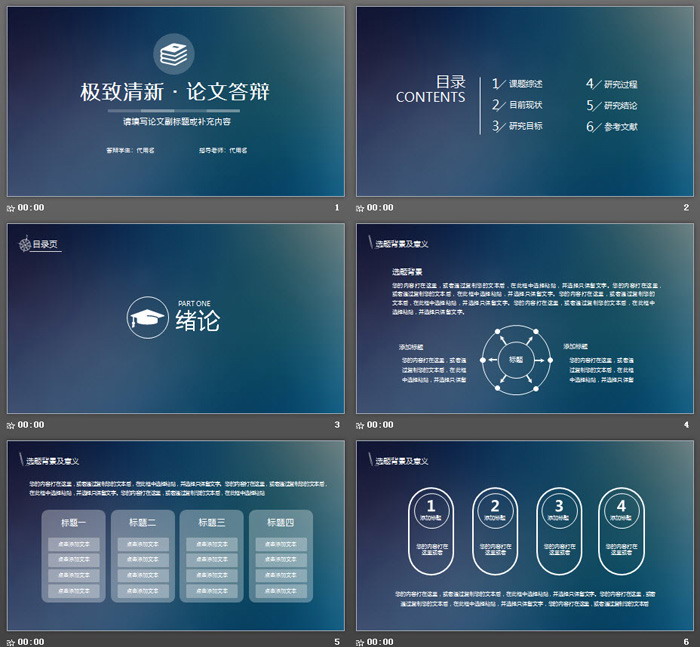 极致清新·论文答辩
请填写论文副标题或补充内容
答辩学生：代用名 指导老师：代用名
00:00 1
目录
CONTENTS
1 课题综述
2 目前现状
3 研究目标
4 研究过程
5 研究结论
6 参考文献
00:00 2
目录页
PART ONE
绪论
00:00 3
选题背景及意义
选题背景
您的内容打在这里，或者通过复制您的文本后，在此框中选择粘贴，并选择只保留文字。您的内容打在这里，
或者通过复制您的文本后，在此框中选择粘贴，并选择只保留文字。您的内容打在这里，或者通过复制您的
文本后，在此框中选择粘贴，并选择只保留文字。您的内容打在这里，或者通过复制您的文本后，在此框中
选择粘贴，并选择只保留文字。
添加标题
您的内容打在这里，或者通
过复制您的文本后，在此框
中选择粘贴，并选择只保留
标题
添加标题
您的内容打在这里，或者通
过复制您的文本后，在此框
中选择粘贴，并选择只保留
00:00 4
选题背景及意义
您的内容打在这里，或者通过复制您的文本后，在此框中选择粘贴，并选择只保留文字。您的内容打在这里，或者通过复制您的文本后，
在此框中选择粘贴，并选择只保留文字。您的内容打在这里，或者通过复制您的文本后，在此框中选择粘贴
标题一 标题二 标题三 标题四
点击添加文本 点击添加文本 点击添加文本 点击添加文本
点击添加文本 点击添加文本 点击添加文本 点击添加文本
点击添加文本 点击添加文本 点击添加文本 点击添加文本
点击添加文本 点击添加文本 点击添加文本 点击添加文本
00:00 5
选题背景及意义
1 2 3 4
添加标题 添加标题 添加标题 添加标题
您的内容打在 您的内容打在 您的内容打在 您的内容打在
这里或者 这里或者 这里或者 这里或者
您的内容打在这里，或者通过复制您的文本后，在此框中选择粘贴，并选择只保留文字。您的内容打在这里，或者
通过复制您的文本后，在此框中选择粘贴，并选择只保留文字；您的内容打在这里，或者通过复制您的文本后
00:00 6